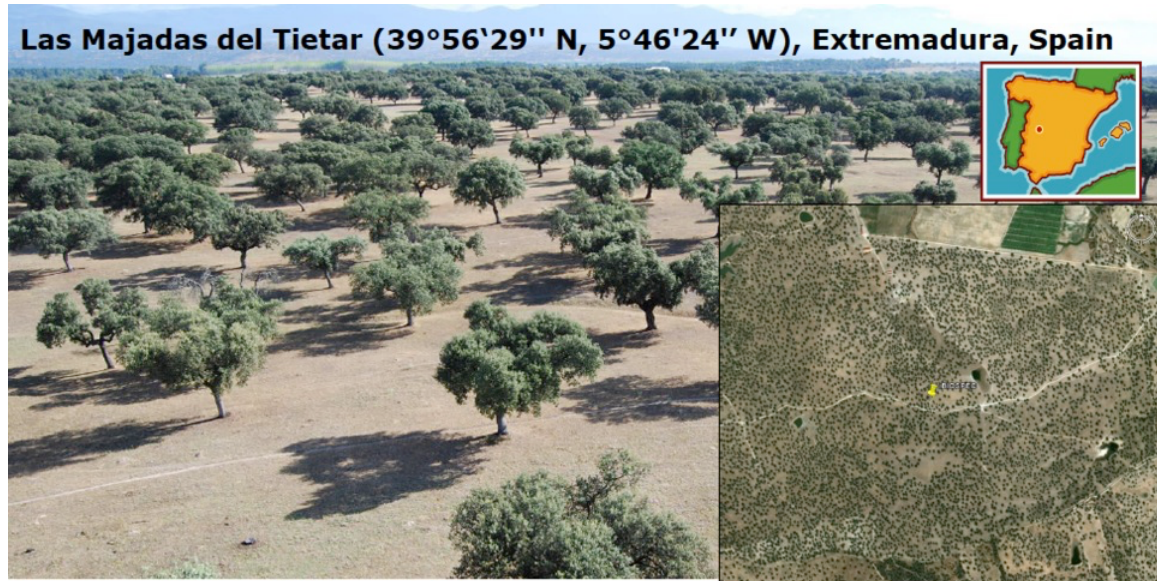 Las Majadas del Tietar (39°56‘29'' N, 5°46'24’’ W), Extremadura, Spain